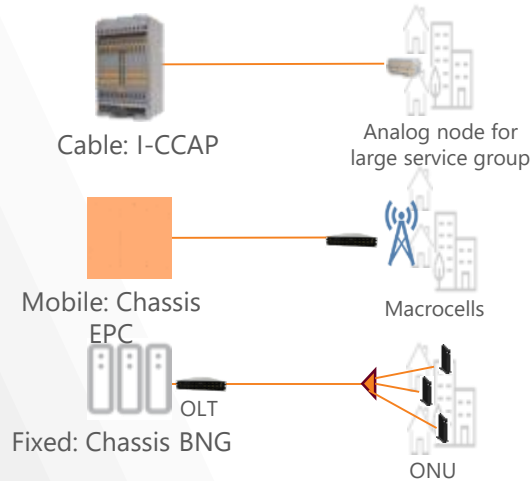 Cable: I-CCAP
Analog node for
large service group
Mobile: Chassis
EPC
Macrocells
OLT
Fixed: Chassis BNG
ONU